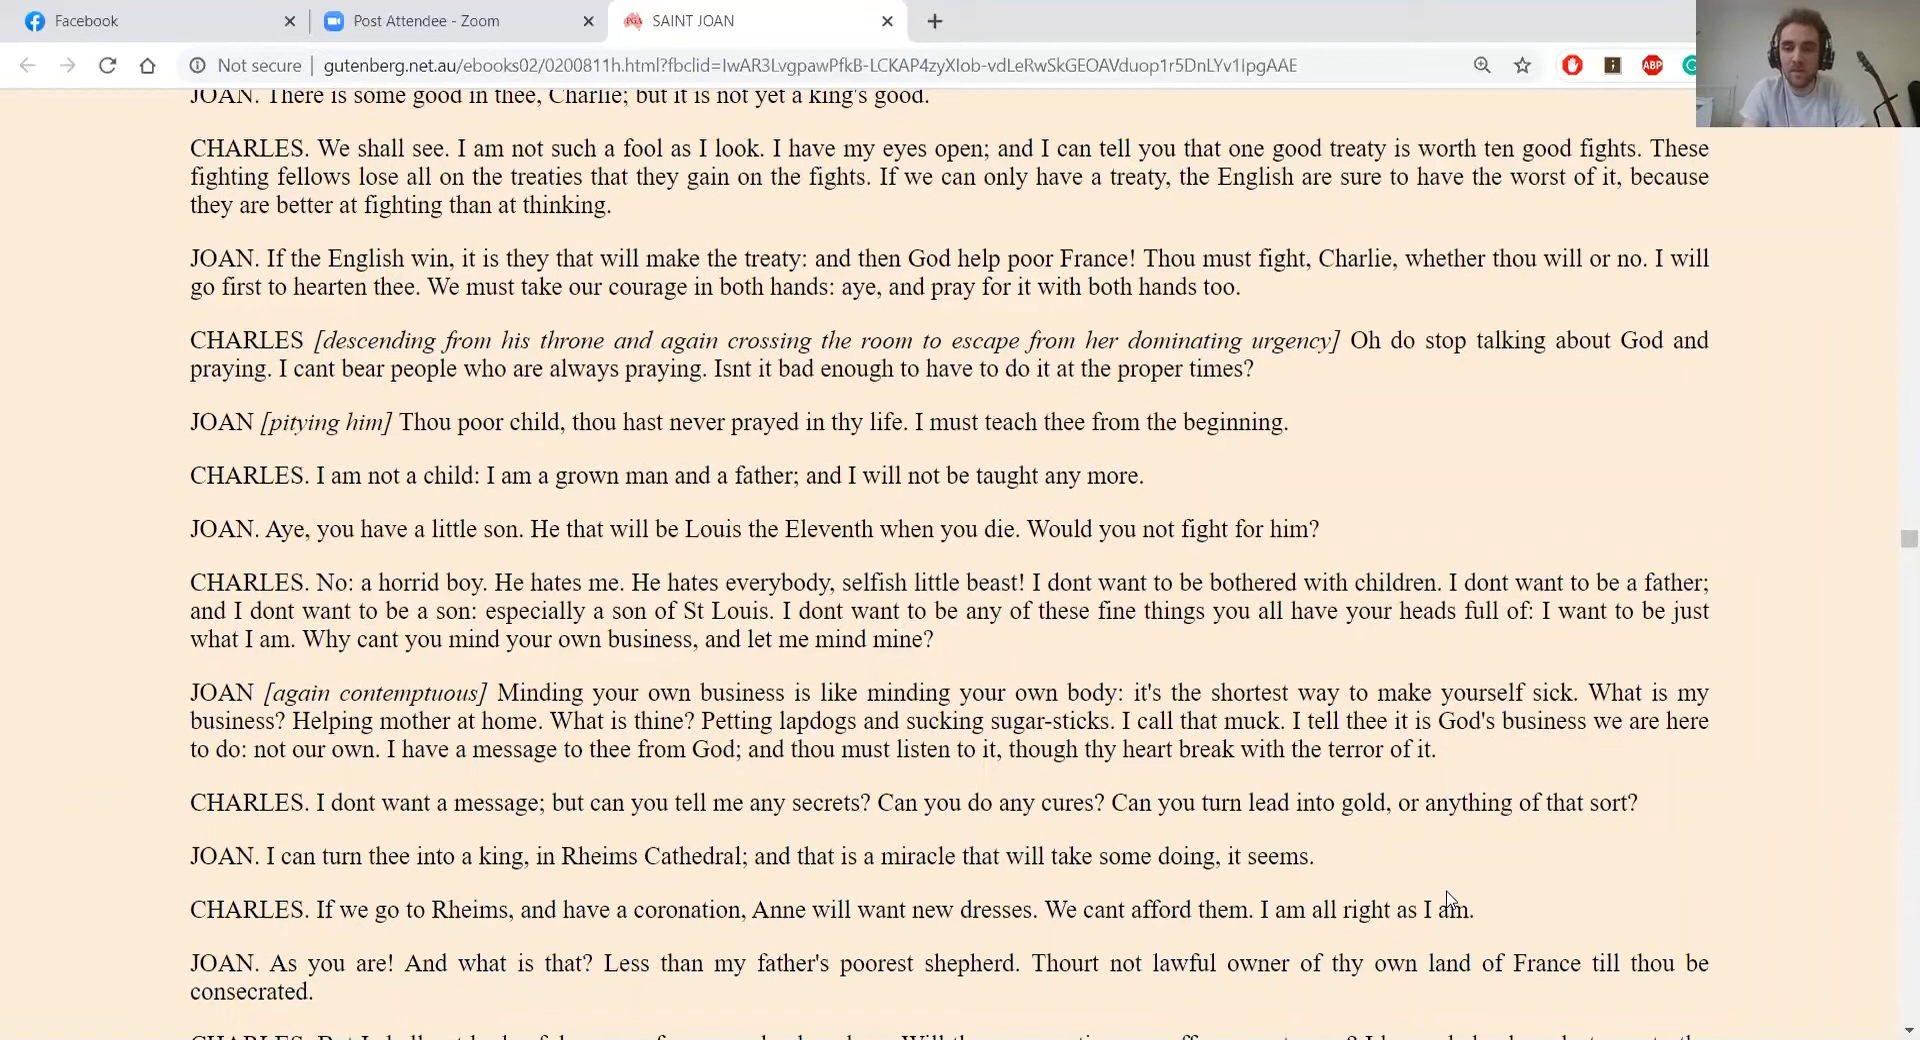 Facebook
Post Attendee - Zoom
SAINT JOAN
Not secure
gutenberg.net.au/ebooks02/0200811h.html?fbclid=IwAR3LvgpawPfkB-LCKAP4zyXIob-vdLeRwSkGEOAVduop1r5DnLYv1IpgAAE
ABP
JOAN. There is some good in thee, Charlie; but it is not yet a king's good.
CHARLES. We shall see. I am not such a fool as I look. I have my eyes open; and I can tell you that one good treaty is worth ten good fights. These
fighting fellows lose all on the treaties that they gain on the fights. If we can only have a treaty, the English are sure to have the worst of it, because
they are better at fighting than at thinking.
JOAN. If the English win, it is they that will make the treaty: and then God help poor France! Thou must fight, Charlie, whether thou will or no. I will
go first to hearten thee. We must take our courage in both hands: aye, and pray for it with both hands too.
CHARLES [descending from his throne and again crossing the room to escape from her dominating urgency] Oh do stop talking about God and
praying. I cant bear people who are always praying. Isnt it bad enough to have to do it at the proper times?
JOAN [pitying him] Thou poor child, thou hast never prayed in thy life. I must teach thee from the beginning.
CHARLES. I am not a child: I am a grown man and a father; and I will not be taught any more.
JOAN. Aye, you have a little son. He that will be Louis the Eleventh when you die. Would you not fight for him?
CHARLES. No: a horrid boy. He hates me. He hates everybody, selfish little beast! I dont want to be bothered with children. I dont want to be a father;
and I dont want to be a son: especially a son of St Louis. I dont want to be any of these fine things you all have your heads full of: I want to be just
what I am. Why cant you mind your own business, and let me mind mine?
JOAN [again contemptuous] Minding your own business is like minding your own body: it's the shortest way to make yourself sick. What is my
business? Helping mother at home. What is thine? Petting lapdogs and sucking sugar-sticks. I call that muck. I tell thee it is God's business we are here
to do: not our own. I have a message to thee from God; and thou must listen to it, though thy heart break with the terror of it.
CHARLES. I dont want a message; but can you tell me any secrets? Can you do any cures? Can you turn lead into gold, or anything of that sort?
JOAN. I can turn thee into a king, in Rheims Cathedral; and that is a miracle that will take some doing, it seems.
CHARLES. If we go to Rheims, and have a coronation, Anne will want new dresses. We cant afford them. I am all right as I am.
JOAN. As you are! And what is that? Less than my father's poorest shepherd. Thourt not lawful owner of thy own land of France till thou be
consecrated.